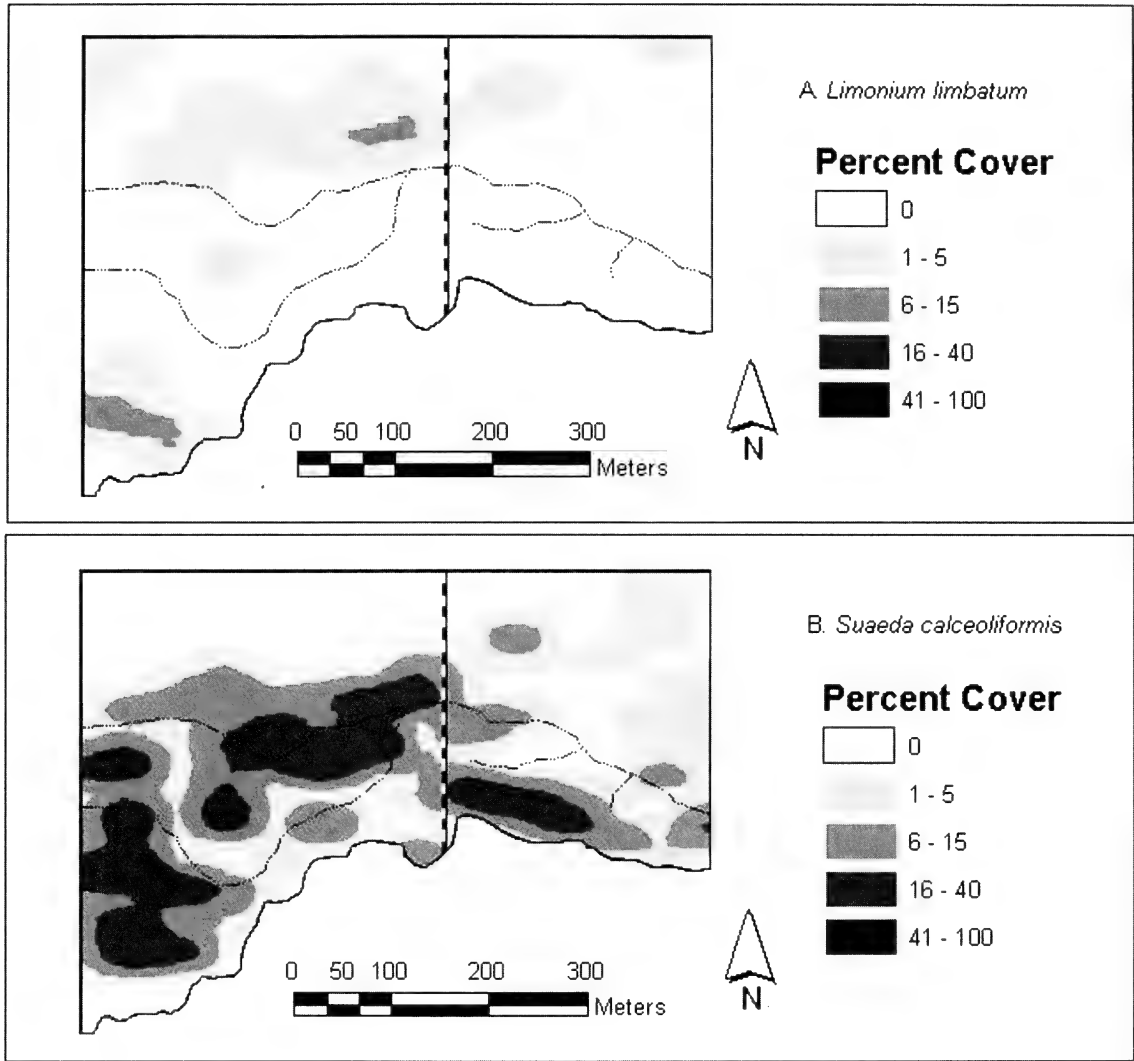 A. Limonium limbatum
Percent Cover
0
1 - 5
6 - 15
16 - 40
41 - 100
0 50 100 200 300
Meters
N
B. Suaeda calceoliformis
Percent Cover
0
1 - 5
6 - 15
16 - 40
41 - 100
0 50 100 200 300
Meters
N